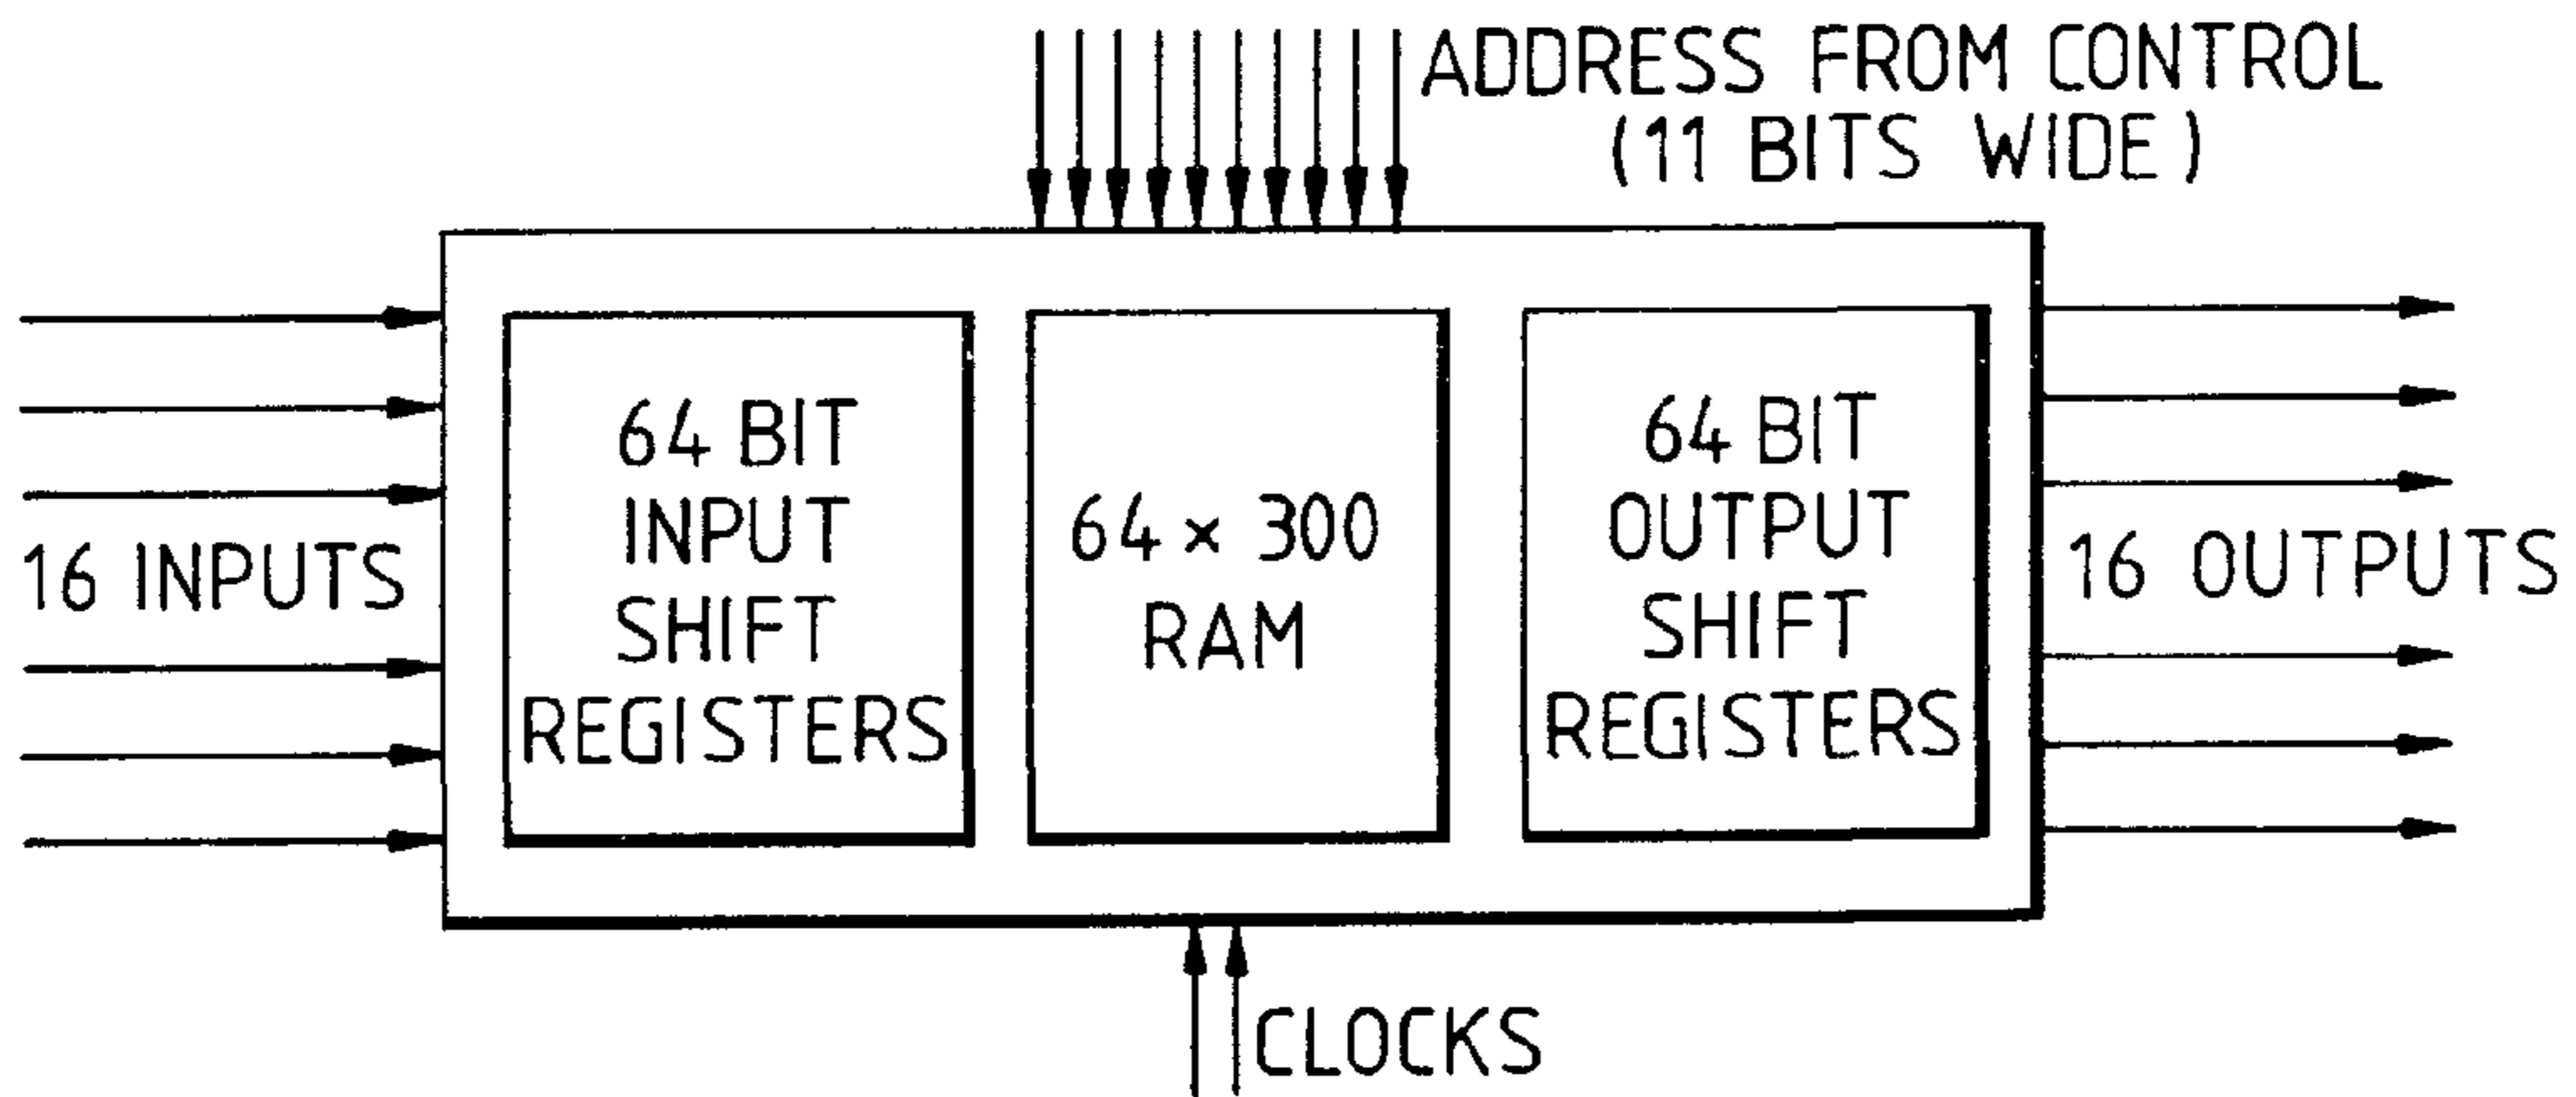 ADDRESS FROM CONTROL
(11 BITS WIDE)
16 INPUTS
64 BIT
INPUT
SHIFT
REGISTERS
64 x 300
RAM
64 BIT
OUTPUT
SHIFT
REGISTERS
16 OUTPUTS
CLOCKS